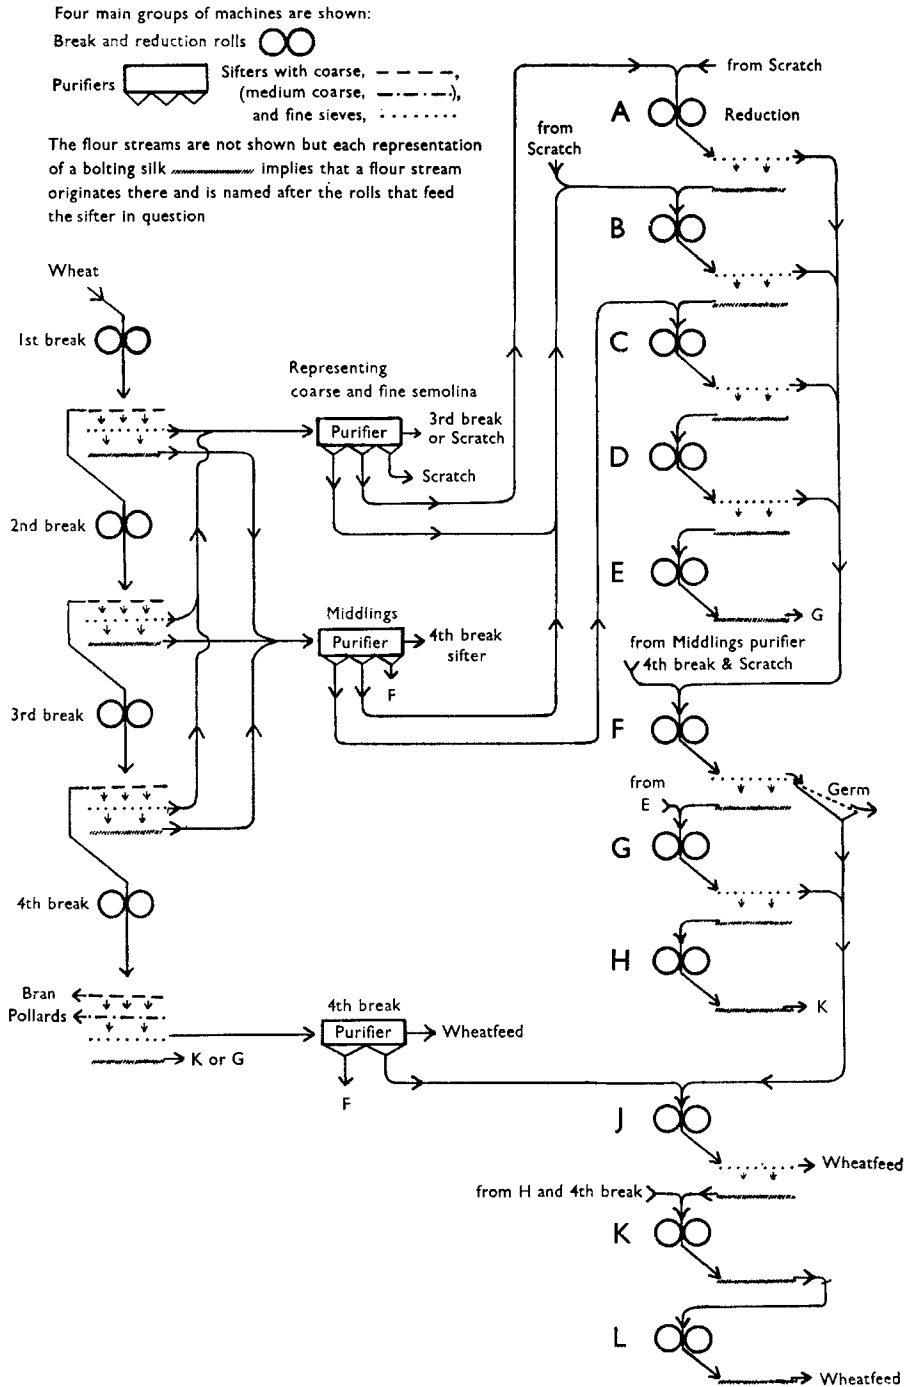 Four main groups of machines are shown:
Break and reduction rolls
Purifiers
Sifters with coarse,
(medium coarse, ),
and fine sieves,
The flour streams are not shown but each representation
of a bolting silk implies that a flour stream
originates there and is named after the rolls that feed
the sifter in question
from Scratch
A
Reduction
from
Scratch
B
Wheat
1st break
C
Representing
coarse and fine semolina
Purifier
3rd break
or Scratch
Scratch
D
2nd break
E
G
Middlings
Purifier
4th break
sifter
F
from Middlings purifier
4th break & Scratch
3rd break
F
from
E
Germ
G
4th break
H
K
Bran
Pollards
K or G
4th break
Purifier
Wheatfeed
F
J
Wheatfeed
from H and 4th break
K
L
Wheatfeed